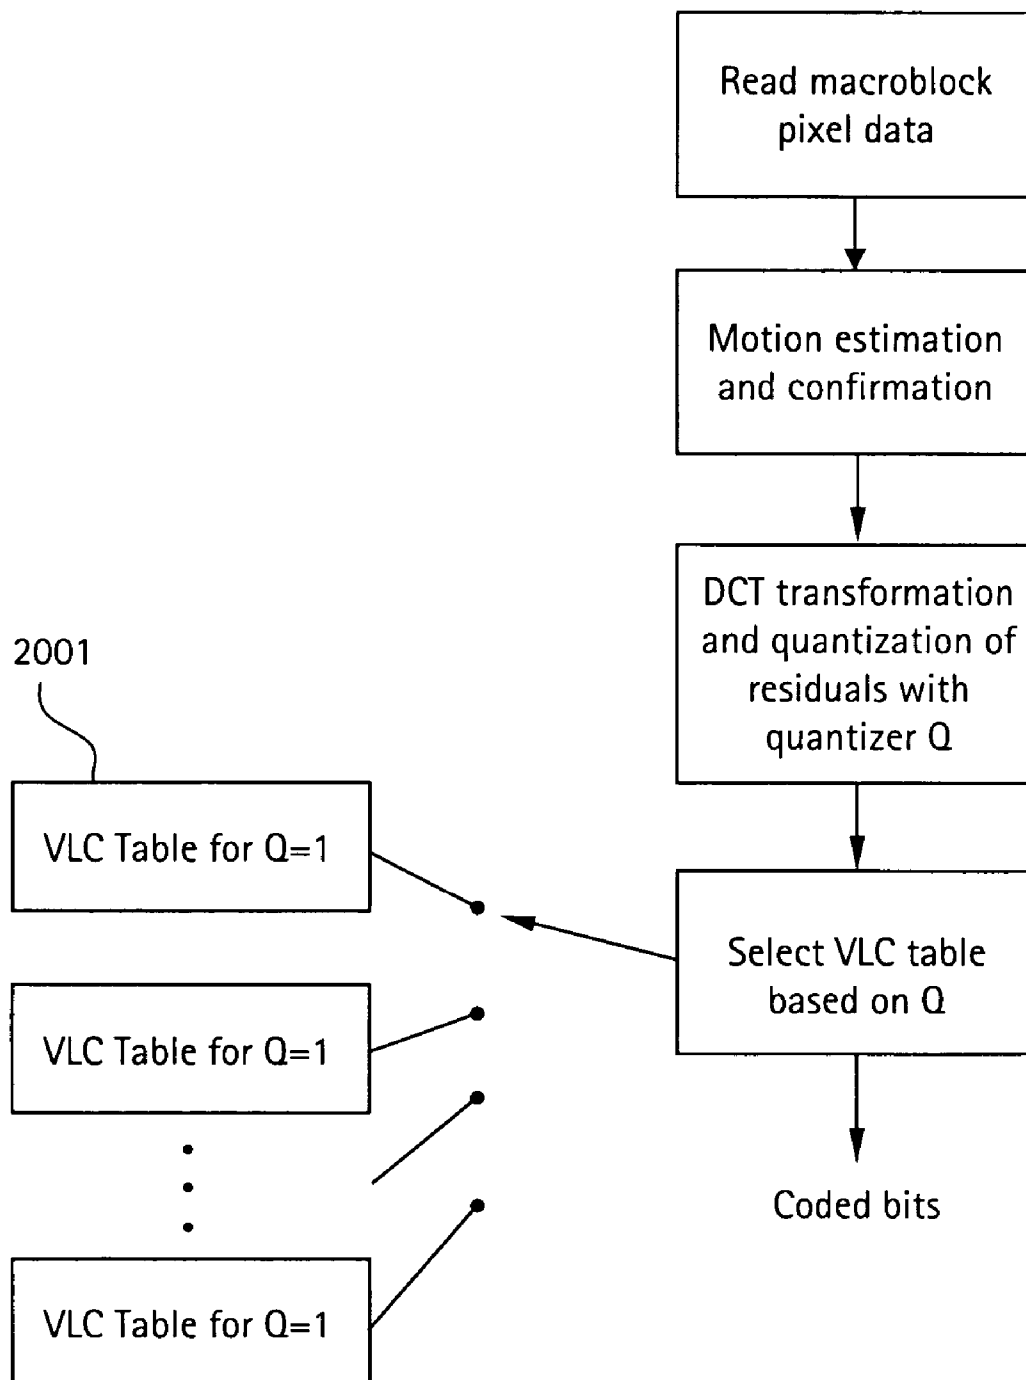 Read macroblock
pixel data
Motion estimation
and confirmation
DCT transformation
and quantization of
residuals with
quantizer Q
2001
VLC Table for Q=1
Select VLC table
based on Q
VLC Table for Q=1
Coded bits
VLC Table for Q=1